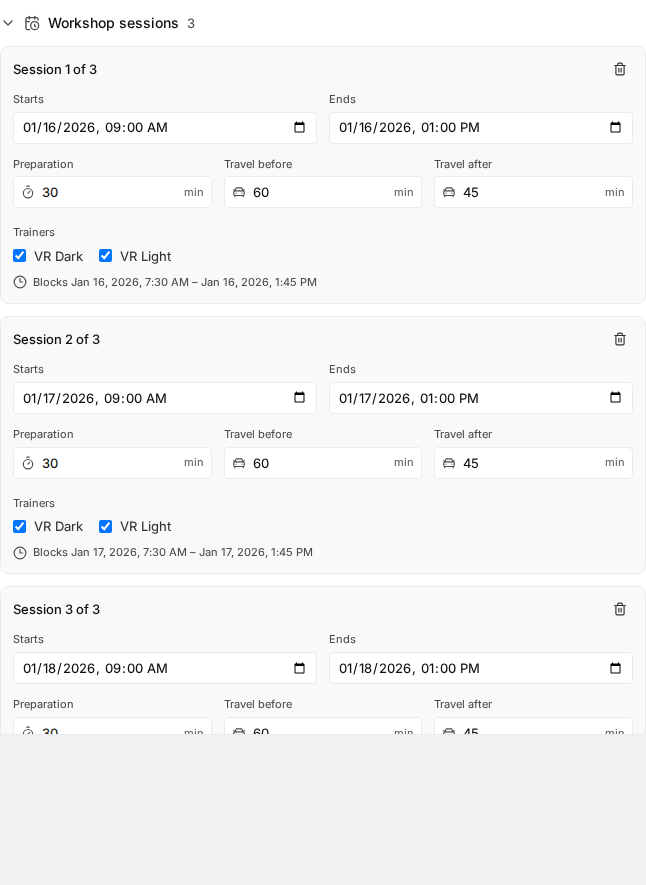 Workshop sessions 3
Session 1 of 3
Starts Ends
01/16/2026, 09:00 AM 01/16/2026, 01:00 PM
Preparation Travel before Travel after
30 min 60 min 45 min
Trainers
VR Dark VR Light
Blocks Jan 16, 2026, 7:30 AM – Jan 16, 2026, 1:45 PM
Session 2 of 3
Starts Ends
01/17/2026, 09:00 AM 01/17/2026, 01:00 PM
Preparation Travel before Travel after
30 min 60 min 45 min
Trainers
VR Dark VR Light
Blocks Jan 17, 2026, 7:30 AM – Jan 17, 2026, 1:45 PM
Session 3 of 3
Starts Ends
01/18/2026, 09:00 AM 01/18/2026, 01:00 PM
Preparation Travel before Travel after
30 min 60 min 45 min